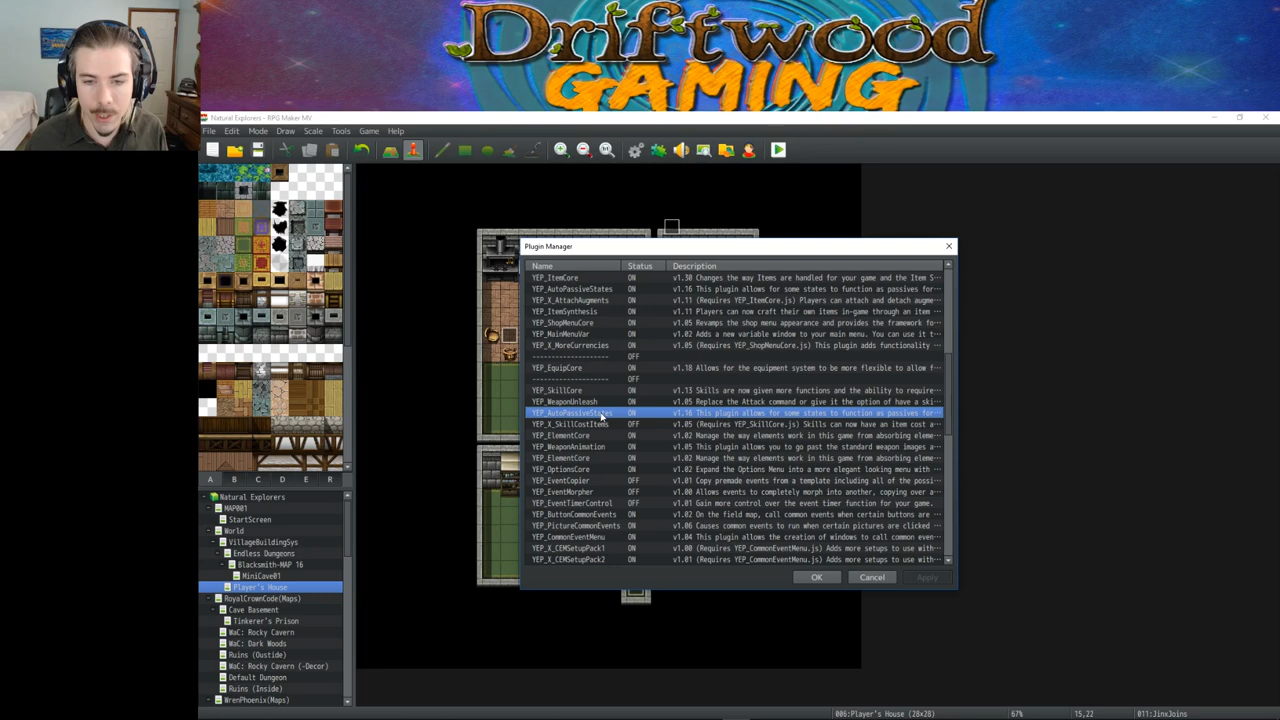 Driftwood
GAMING
Natural Explorers - RPG Maker MV
File Edit Mode Draw Scale Tools Game Help
A B C D E R
Natural Explorers
MAP001
StartScreen
World
VillageBuildingSys
Endless Dungeons
Blacksmith-MAP 16
MiniCave01
Player's House
RoyalCrownCode(Maps)
Cave Basement
Tinkerer's Prison
WaC: Rocky Cavern
WaC: Dark Woods
Ruins (Oustide)
WaC: Rocky Cavern (-Decor)
Default Dungeon
Ruins (Inside)
WrenPhoenix(Maps)
Plugin Manager
Name Status Description
YEP_ItemCore ON v1.30 Changes the way Items are handled for your game and the Item S···
YEP_AutoPassiveStates ON v1.16 This plugin allows for some states to function as passives for···
YEP_X_AttachAugments ON v1.11 (Requires YEP_ItemCore.js) Players can attach and detach augme···
YEP_ItemSynthesis ON v1.11 Players can now craft their own items in-game through an item ···
YEP_ShopMenuCore ON v1.05 Revamps the shop menu appearance and provides the framework fo···
YEP_MainMenuVar ON v1.02 Adds a new variable window to your main menu. You can use it t···
YEP_X_MoreCurrencies ON v1.05 (Requires YEP_ShopMenuCore.js) This plugin adds functionality ···
-------------------- OFF
YEP_EquipCore ON v1.18 Allows for the equipment system to be more flexible to allow f···
-------------------- OFF
YEP_SkillCore ON v1.13 Skills are now given more functions and the ability to require···
YEP_WeaponUnleash ON v1.05 Replace the Attack command or give it the option of have a ski···
YEP_AutoPassiveStates ON v1.16 This plugin allows for some states to function as passives for···
YEP_X_SkillCostItems OFF v1.05 (Requires YEP_SkillCore.js) Skills can now have an item cost a···
YEP_ElementCore ON v1.02 Manage the way elements work in this game from absorbing eleme···
YEP_WeaponAnimation ON v1.05 This plugin allows you to go past the standard weapon images a···
YEP_ElementCore ON v1.02 Manage the way elements work in this game from absorbing eleme···
YEP_OptionsCore ON v1.02 Expand the Options Menu into a more elegant looking menu with ···
YEP_EventCopier OFF v1.01 Copy premade events from a template including all of the possi···
YEP_EventMorpher OFF v1.00 Allows events to completely morph into another, copying over a···
YEP_EventTimerControl OFF v1.01 Gain more control over the event timer function for your game.
YEP_ButtonCommonEvents ON v1.02 On the field map, call common events when certain buttons are ···
YEP_PictureCommonEvents ON v1.06 Causes common events to run when certain pictures are clicked ···
YEP_CommonEventMenu ON v1.04 This plugin allows the creation of windows to call common even···
YEP_X_CEMSetupPack1 ON v1.00 (Requires YEP_CommonEventMenu.js) Adds more setups to use with···
YEP_X_CEMSetupPack2 ON v1.01 (Requires YEP_CommonEventMenu.js) Adds more setups to use with···
OK Cancel Apply
006:Player's House (28×28) 67% 15,22 011:JinxJoins